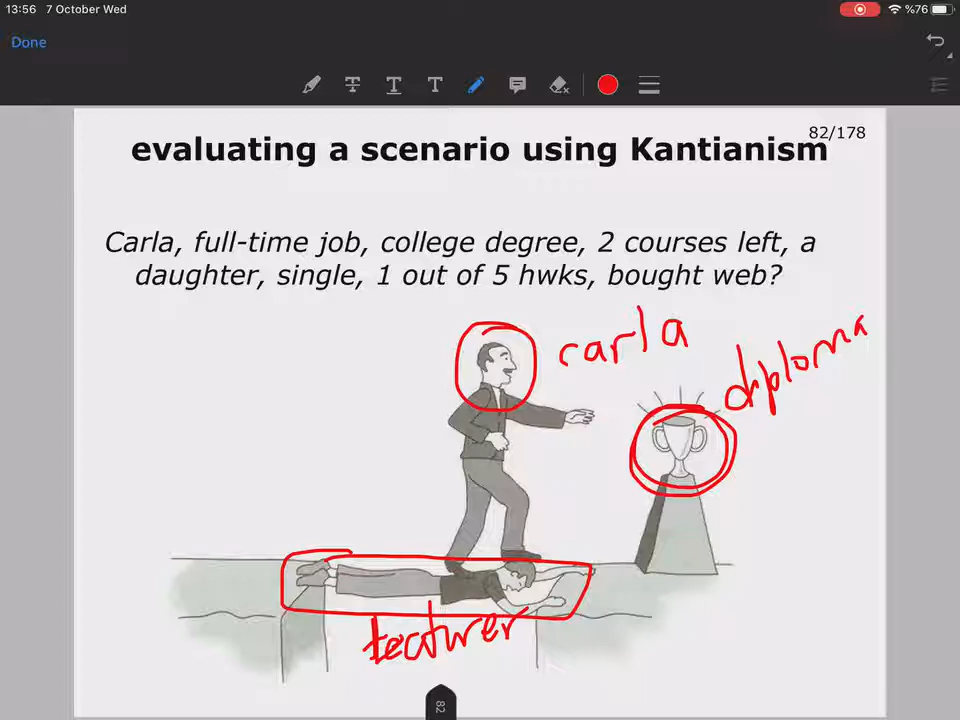 13:56 7 October Wed %76
Done
T T
82/178
evaluating a scenario using Kantianism
Carla, full-time job, college degree, 2 courses left, a
daughter, single, 1 out of 5 hwks, bought web?
carla
diploma
lecturer
82